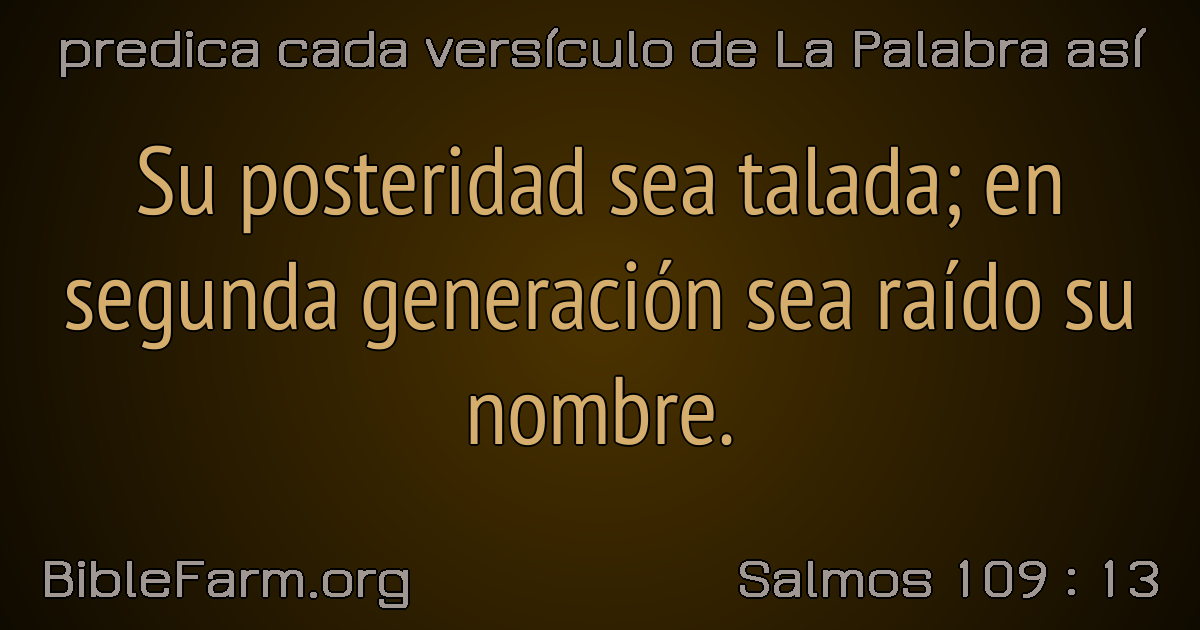 predica cada versículo de La Palabra así
Su posteridad sea talada; en
segunda generación sea raído su
nombre.
BibleFarm.org
Salmos 109 : 13